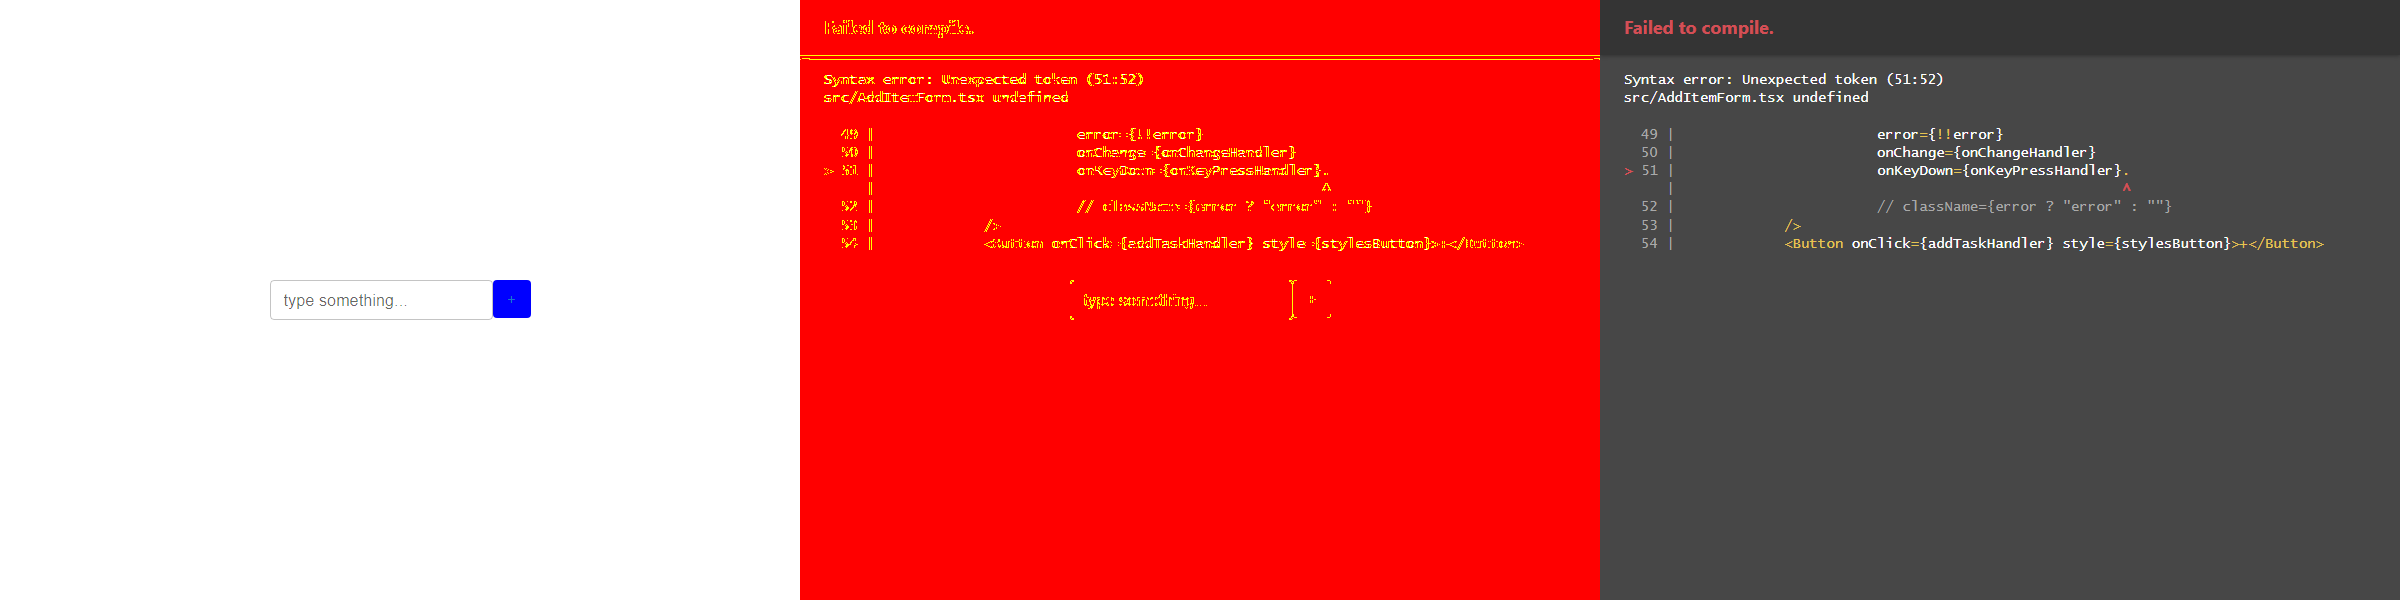 type something...
+
Failed to compile.
Syntax error: Unexpected token (51:52)
src/AddItemForm.tsx undefined
49 |                         error={!!error}
50 |                         onChange={onChangeHandler}
> 51 |                         onKeyDown={onKeyPressHandler}.
|                                                     ^
52 |                         // className={error ? "error" : ""}
53 |             />
54 |             <Button onClick={addTaskHandler} style={stylesButton}>+</Button>
type something...
+
Failed to compile.
Syntax error: Unexpected token (51:52)
src/AddItemForm.tsx undefined
49 |                         error={!!error}
50 |                         onChange={onChangeHandler}
> 51 |                         onKeyDown={onKeyPressHandler}.
|                                                     ^
52 |                         // className={error ? "error" : ""}
53 |             />
54 |             <Button onClick={addTaskHandler} style={stylesButton}>+</Button>